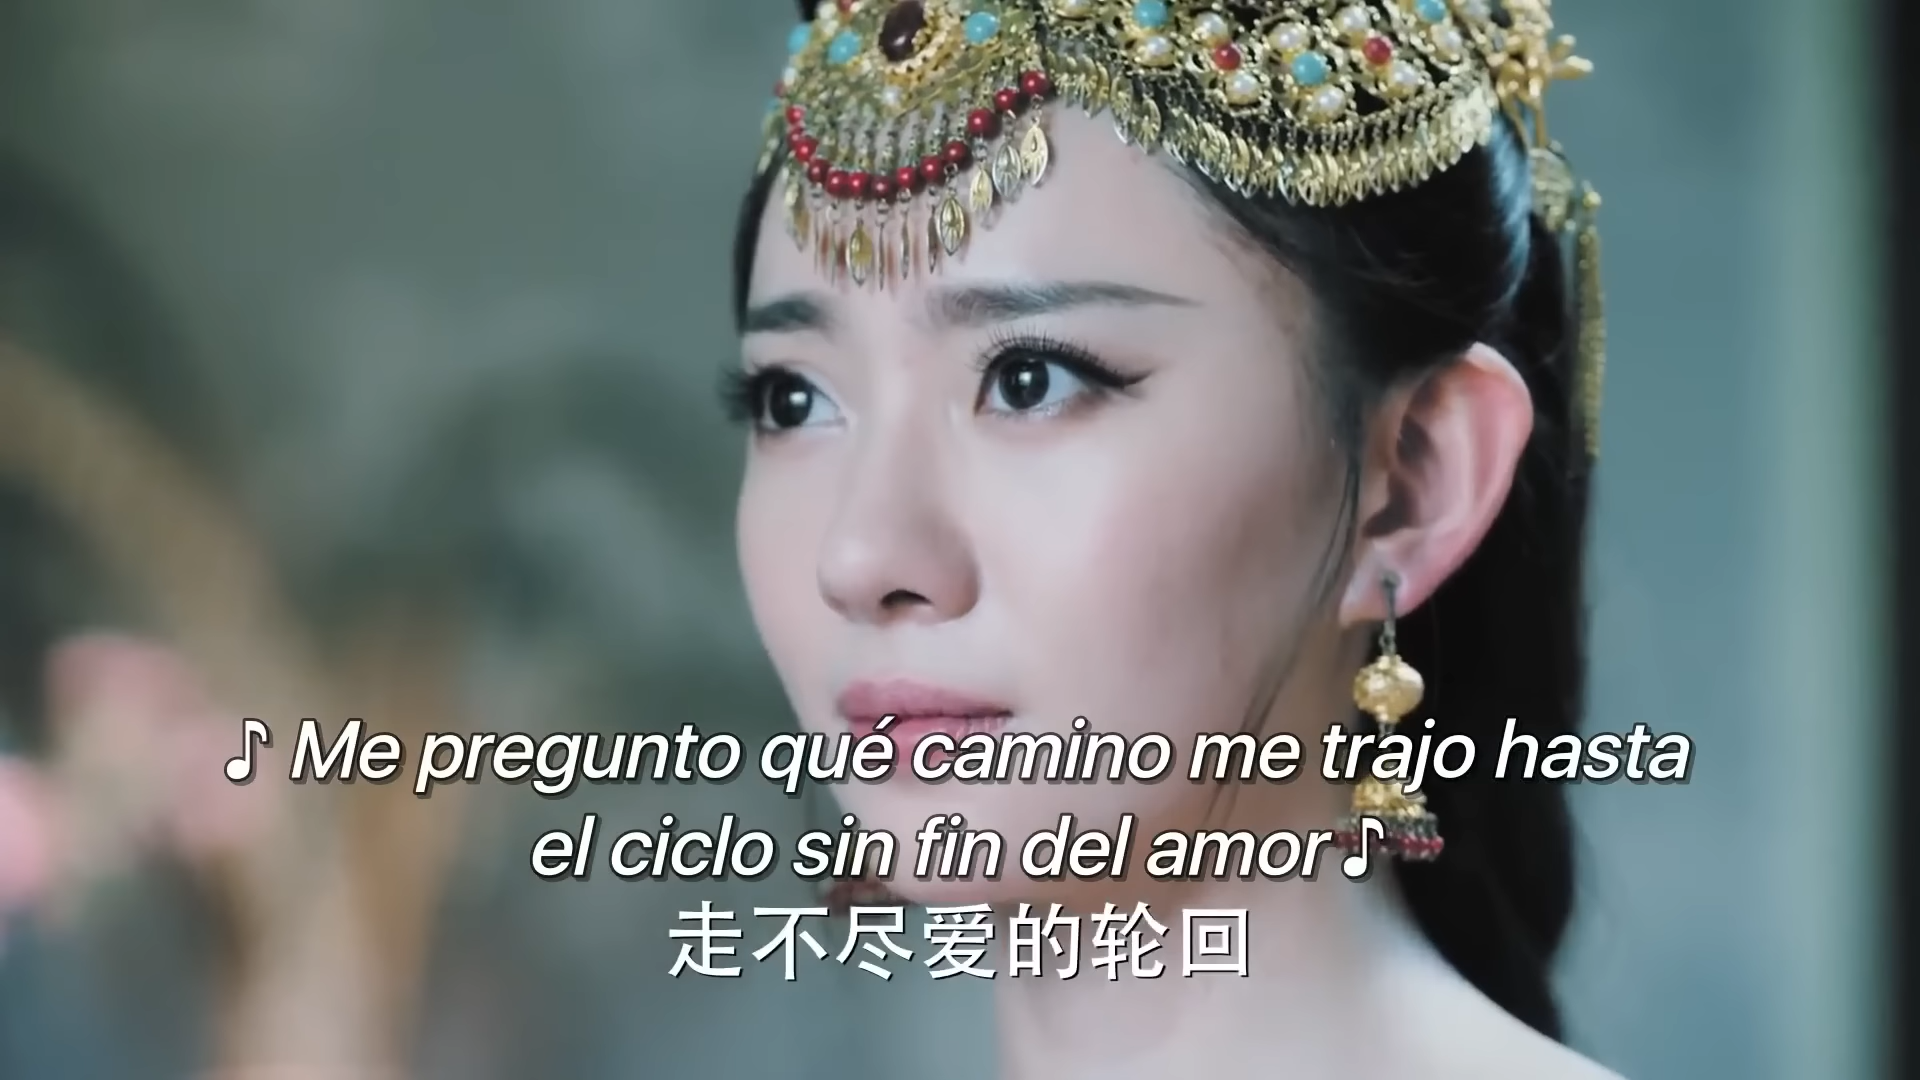 ♪ Me pregunto qué camino me trajo hasta
el ciclo sin fin del amor ♪
走不尽爱的轮回